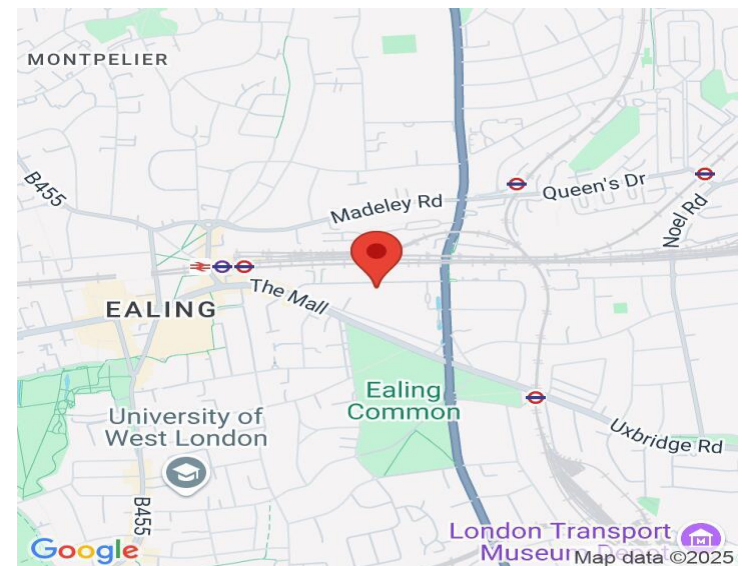 MONTPELIER
B455
Madeley Rd
Queen's Dr
Noel Rd
The Mall
EALING
Ealing
Common
University of
West London
Uxbridge Rd
B455
London Transport
Museum Depot
Google
Map data ©2025